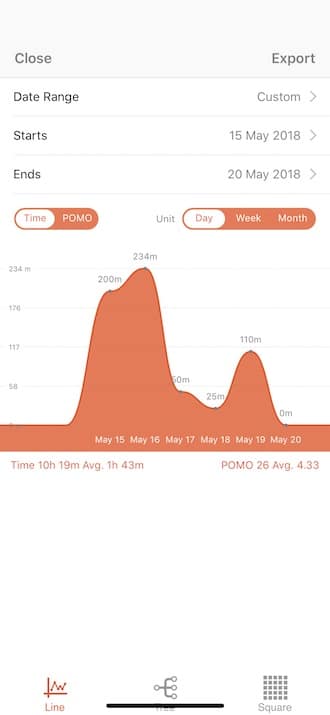 Close Export
Date Range Custom
Starts 15 May 2018
Ends 20 May 2018
Time POMO Unit Day Week Month
234m
234 m
200m
176
110m
117
58
25m
0m
May 15 May 16 May 17 May 18 May 19 May 20
Time 10h 19m Avg. 1h 43m POMO 26 Avg. 4.33
Line Square